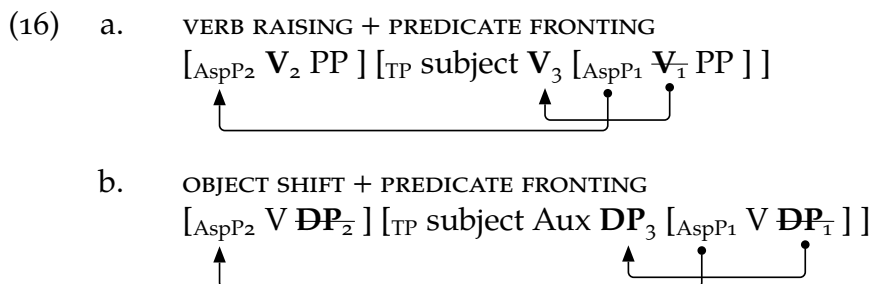 (16) a. VERB RAISING + PREDICATE FRONTING
[AspP2 V2 PP ] [TP subject V3 [AspP1 V1 PP ] ]
b. OBJECT SHIFT + PREDICATE FRONTING
[AspP2 V DP2 ] [TP subject Aux DP3 [AspP1 V DP1 ] ]